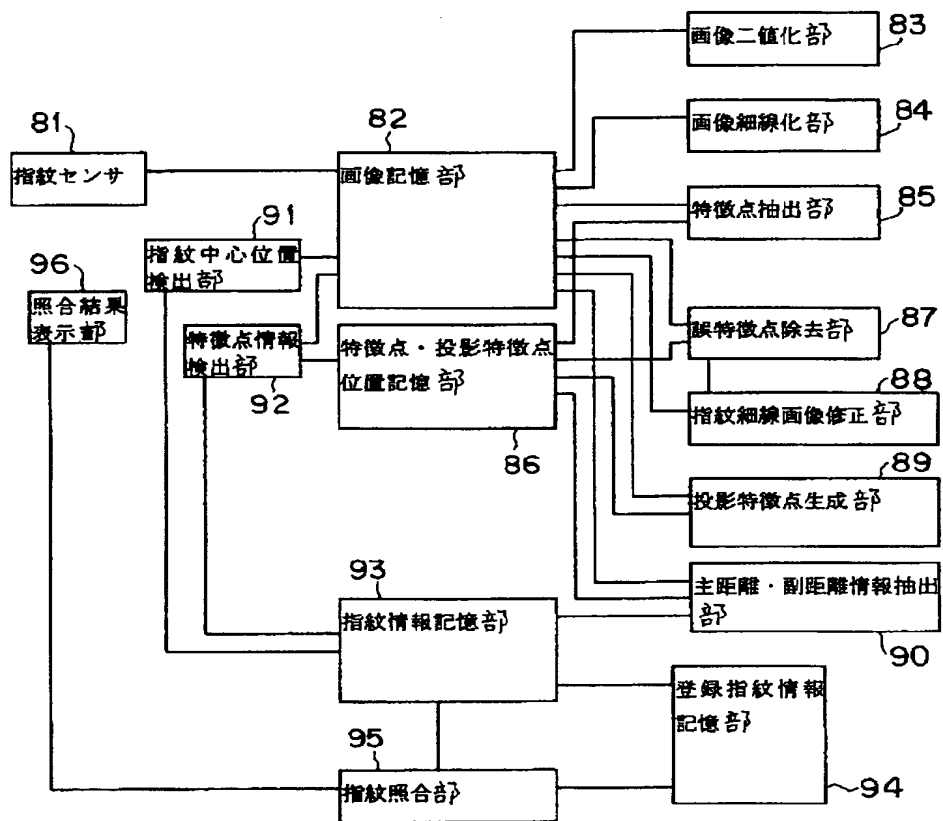 画像二値化部
83
画像細線化部
84
81
82
指紋センサ
画像記憶部
特徴点抽出部
85
91
指紋中心位置
検出部
96
照合結果
表示部
誤特徴点除去部
87
特徴点情報
検出部
92
特徴点・投影特徴点
位置記憶部
86
88
指紋細線画像修正部
89
投影特徴点生成部
93
指紋情報記憶部
主距離・副距離情報抽出
部
90
登録指紋情報
記憶部
94
95
指紋照合部